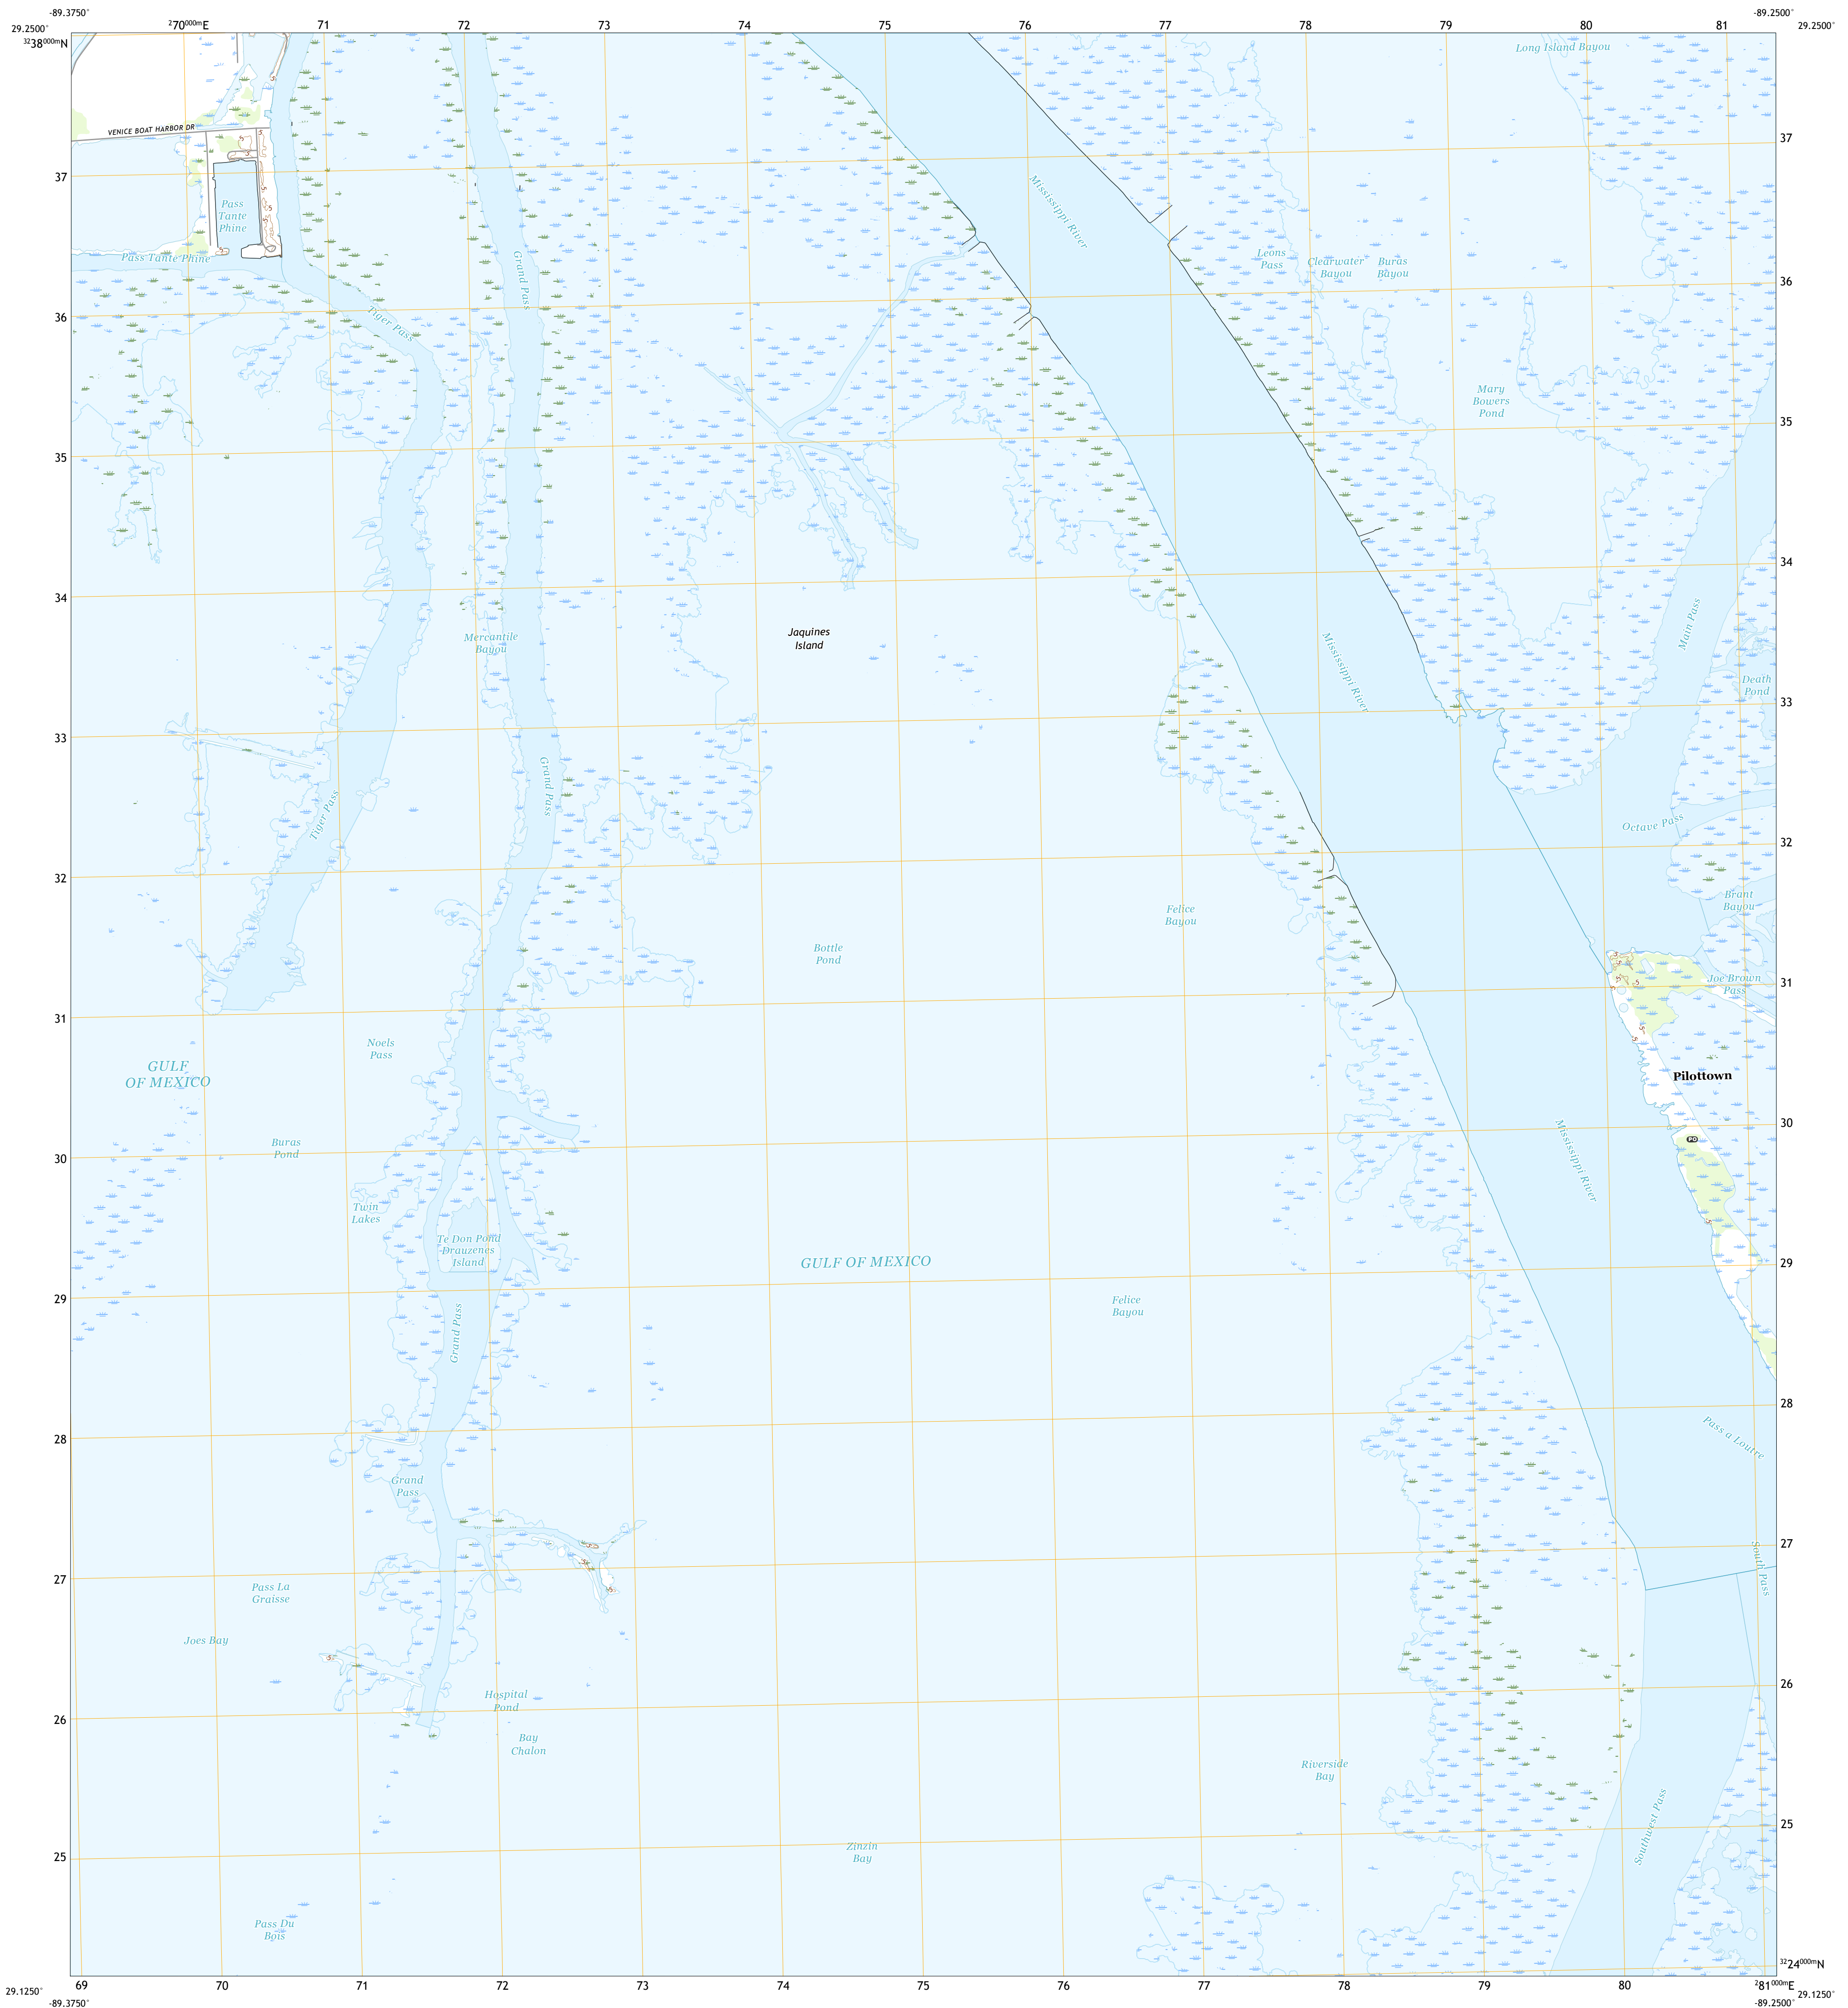 -89.3750°
-89.2500°
29.2500°
²70⁰⁰⁰ᵐE
71
72
73
74
75
76
77
78
79
80
81
29.2500°
³²38⁰⁰⁰ᵐN
Long Island Bayou
VENICE BOAT HARBOR DR
37
37
Pass
Tante
Phine
Mississippi River
Pass Tante Phine
Grand Pass
Leons
Pass
Clearwater
Bayou
Buras
Bayou
36
36
Tiger Pass
Mary
Bowers
Pond
35
35
34
34
Main Pass
Mercantile
Bayou
Jaquines
Island
Mississippi River
Death
Pond
33
33
Grand Pass
Tiger Pass
Octave Pass
32
32
Brant
Bayou
Felice
Bayou
Bottle
Pond
Joe Brown
Pass
31
31
Noels
Pass
GULF
OF MEXICO
Pilottown
Mississippi River
30
30
PO
Buras
Pond
Twin
Lakes
Te Don Pond
Drauzenes
Island
GULF OF MEXICO
29
29
Felice
Bayou
Grand Pass
28
28
Pass a Loutre
Grand
Pass
27
27
South Pass
Pass La
Graisse
Joes Bay
26
26
Hospital
Pond
Bay
Chalon
Riverside
Bay
Southwest Pass
25
25
Zinzin
Bay
Pass Du
Bois
³²24⁰⁰⁰ᵐN
69
70
71
72
73
74
75
76
77
78
79
80
²81⁰⁰⁰ᵐE
29.1250°
29.1250°
-89.3750°
-89.2500°